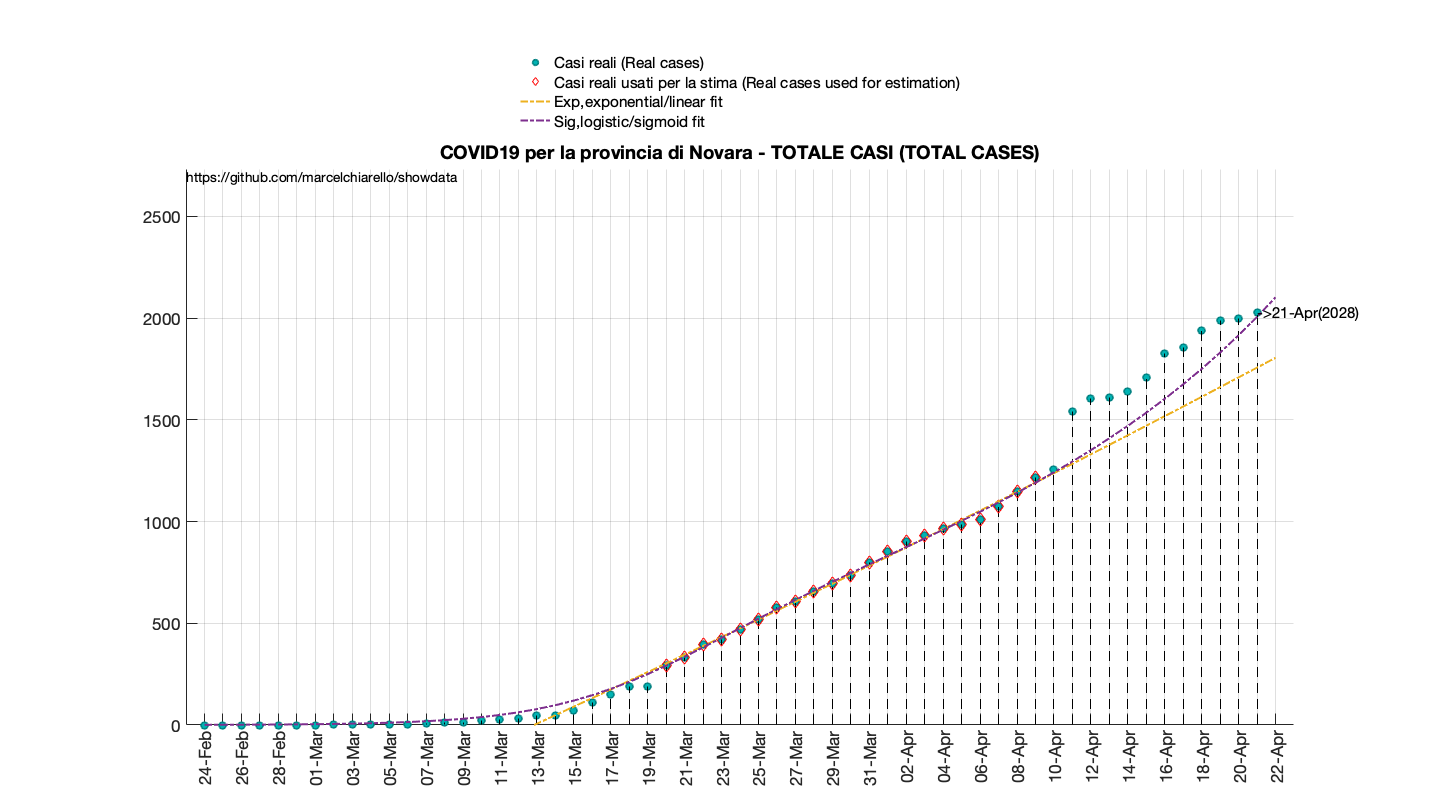 Casi reali (Real cases)
Casi reali usati per la stima (Real cases used for estimation)
Exp,exponential/linear fit
Sig,logistic/sigmoid fit
COVID19 per la provincia di Novara - TOTALE CASI (TOTAL CASES)
https://github.com/marcelchiarello/showdata
2500
2000
1500
1000
500
0
>21-Apr(2028)
24-Feb
26-Feb
28-Feb
01-Mar
03-Mar
05-Mar
07-Mar
09-Mar
11-Mar
13-Mar
15-Mar
17-Mar
19-Mar
21-Mar
23-Mar
25-Mar
27-Mar
29-Mar
31-Mar
02-Apr
04-Apr
06-Apr
08-Apr
10-Apr
12-Apr
14-Apr
16-Apr
18-Apr
20-Apr
22-Apr